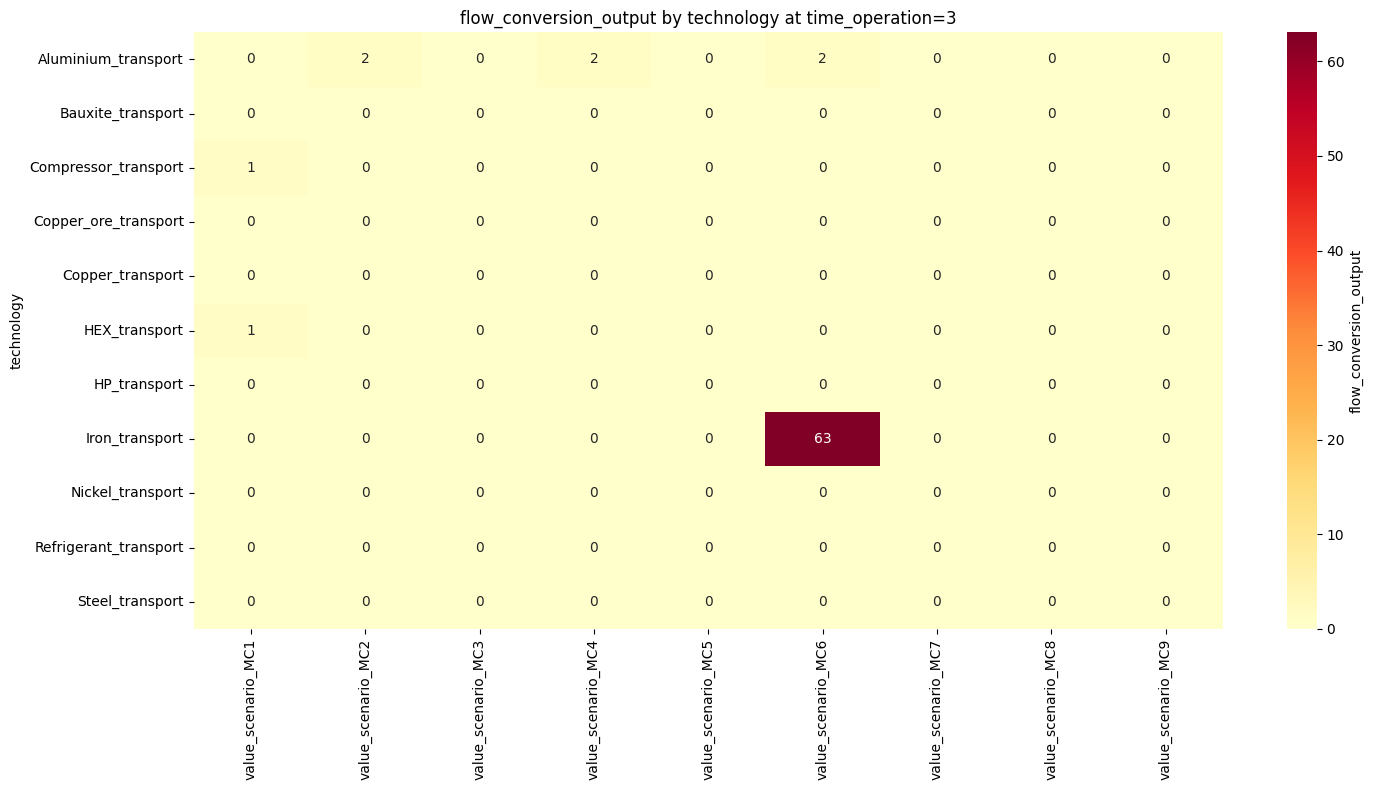 flow_conversion_output by technology at time_operation=3
technology
Aluminium_transport 0 2 0 2 0 2 0 0 0
Bauxite_transport 0 0 0 0 0 0 0 0 0
Compressor_transport 1 0 0 0 0 0 0 0 0
Copper_ore_transport 0 0 0 0 0 0 0 0 0
Copper_transport 0 0 0 0 0 0 0 0 0
HEX_transport 1 0 0 0 0 0 0 0 0
HP_transport 0 0 0 0 0 0 0 0 0
Iron_transport 0 0 0 0 0 63 0 0 0
Nickel_transport 0 0 0 0 0 0 0 0 0
Refrigerant_transport 0 0 0 0 0 0 0 0 0
Steel_transport 0 0 0 0 0 0 0 0 0
value_scenario_MC1
value_scenario_MC2
value_scenario_MC3
value_scenario_MC4
value_scenario_MC5
value_scenario_MC6
value_scenario_MC7
value_scenario_MC8
value_scenario_MC9
60
50
40
30
20
10
0
flow_conversion_output